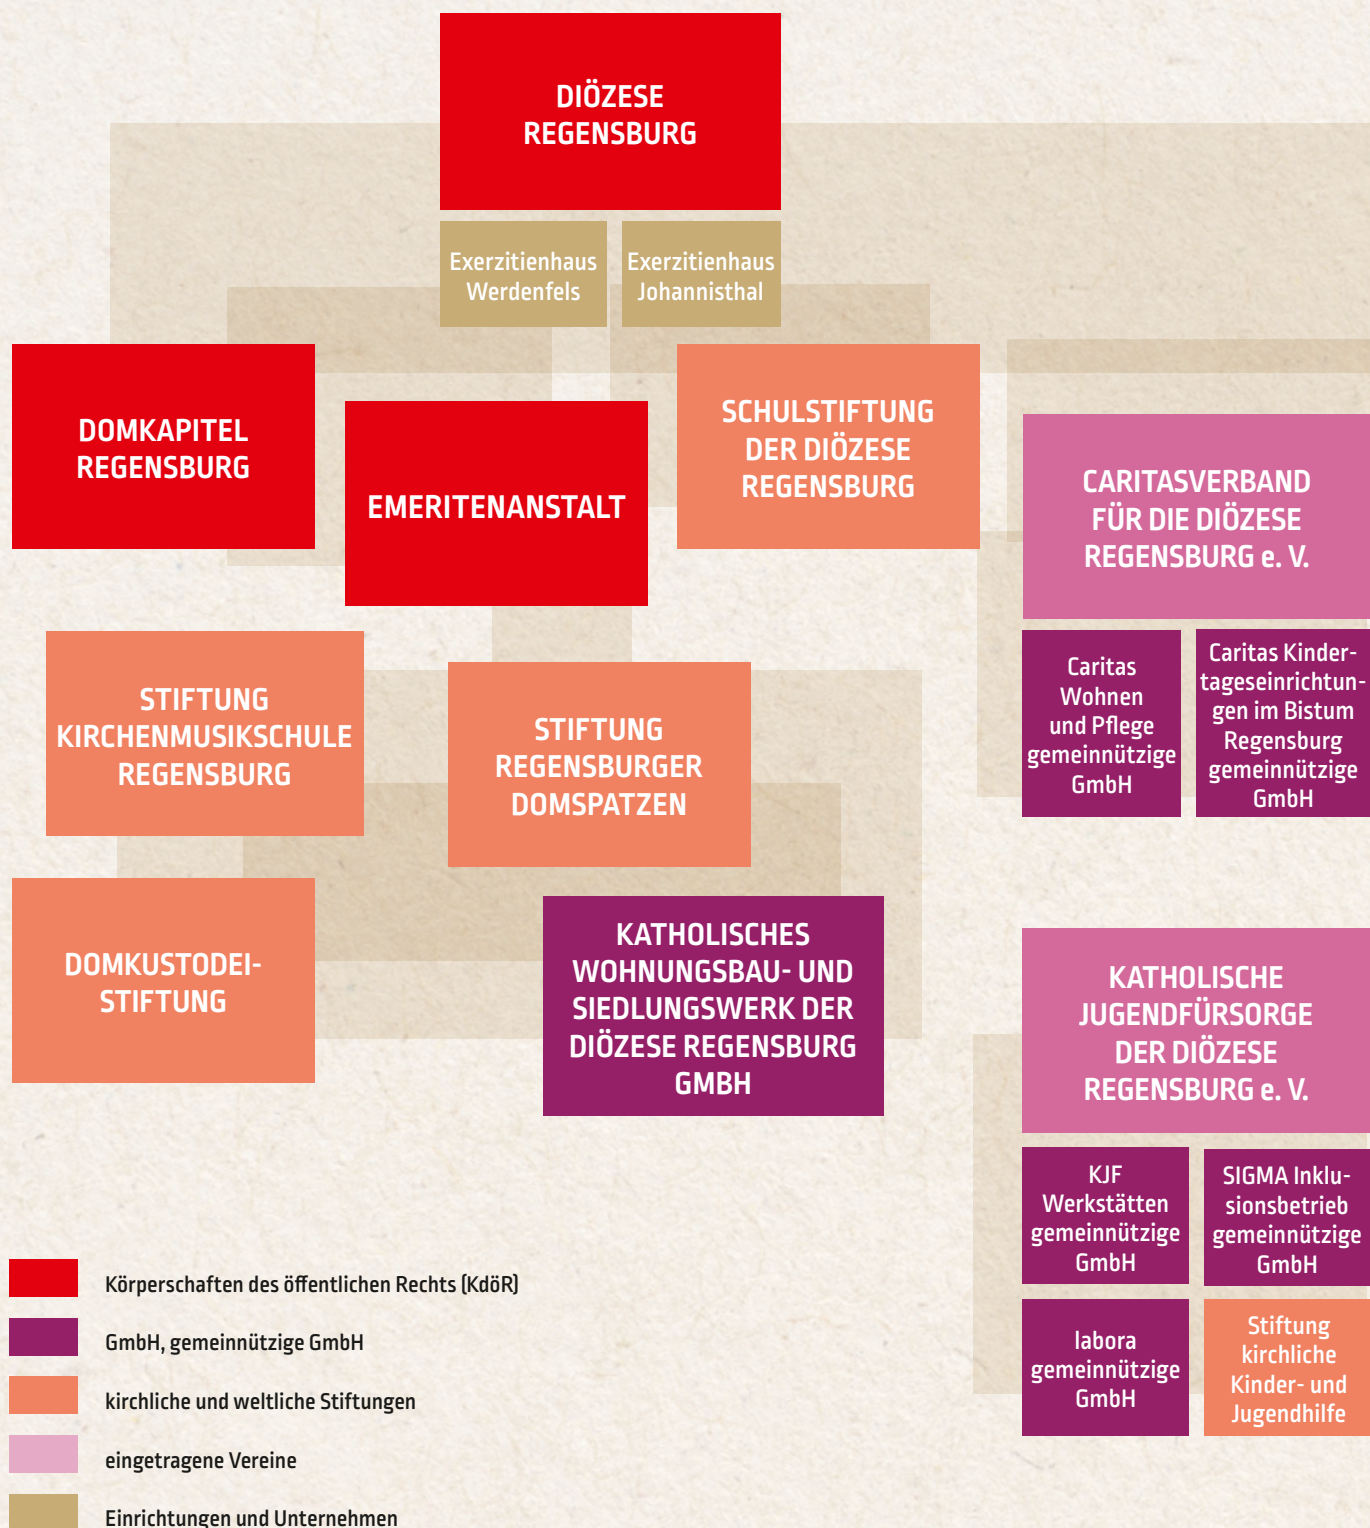 DIÖZESE
REGENSBURG
Exerzitienhaus
Werdenfels
Exerzitienhaus
Johannisthal
DOMKAPITEL
REGENSBURG
EMERITENANSTALT
SCHULSTIFTUNG
DER DIÖZESE
REGENSBURG
CARITASVERBAND
FÜR DIE DIÖZESE
REGENSBURG e. V.
Caritas
Wohnen
und Pflege
gemeinnützige
GmbH
Caritas Kinder-
tageseinrichtun-
gen im Bistum
Regensburg
gemeinnützige
GmbH
STIFTUNG
KIRCHENMUSIKSCHULE
REGENSBURG
STIFTUNG
REGENSBURGER
DOMSPATZEN
DOMKUSTODEI-
STIFTUNG
KATHOLISCHES
WOHNUNGSBAU- UND
SIEDLUNGSWERK DER
DIÖZESE REGENSBURG
GMBH
KATHOLISCHE
JUGENDFÜRSORGE
DER DIÖZESE
REGENSBURG e. V.
KJF
Werkstätten
gemeinnützige
GmbH
SIGMA Inklu-
sionsbetrieb
gemeinnützige
GmbH
labora
gemeinnützige
GmbH
Stiftung
kirchliche
Kinder- und
Jugendhilfe
Körperschaften des öffentlichen Rechts (KdöR)
GmbH, gemeinnützige GmbH
kirchliche und weltliche Stiftungen
eingetragene Vereine
Einrichtungen und Unternehmen